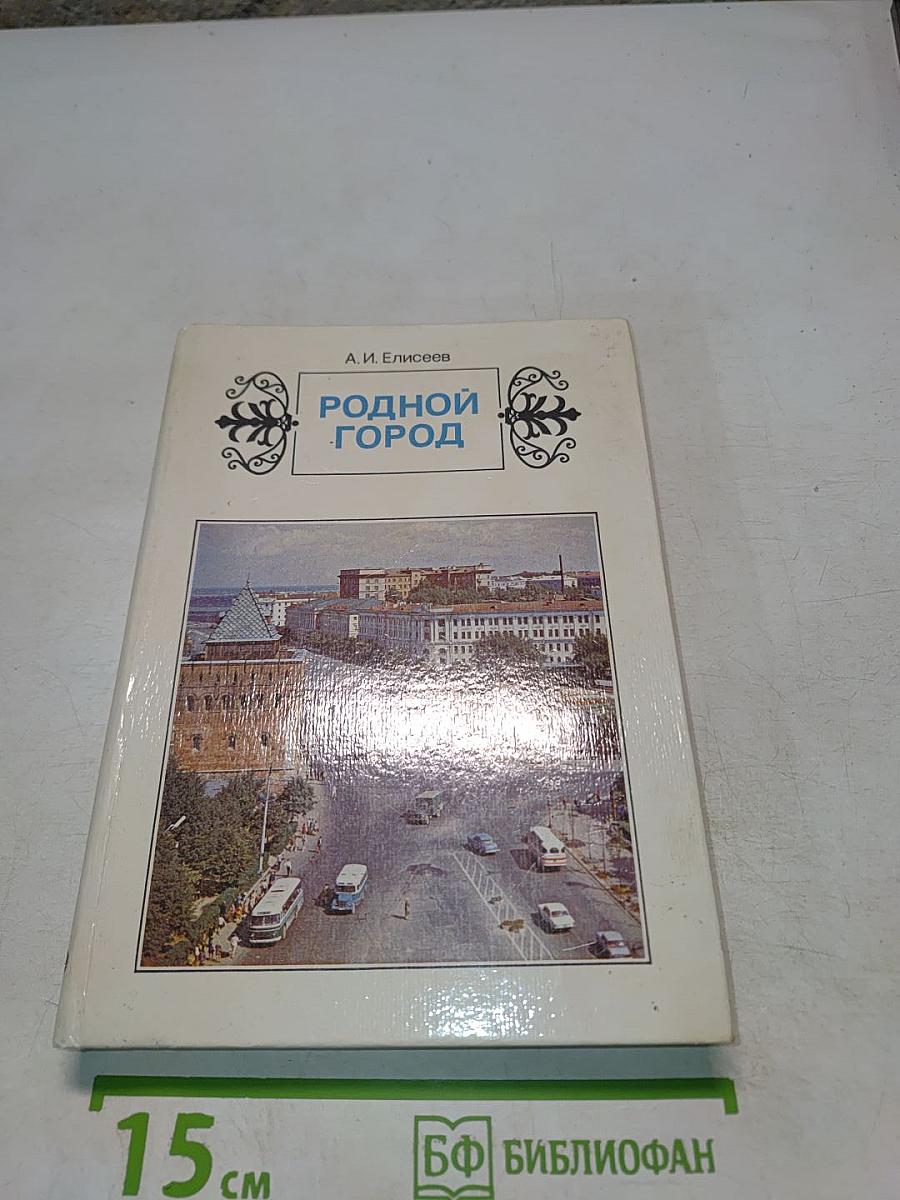 А. И. Елисеев
РОДНОЙ
ГОРОД
15 см
БФ БИБЛИОФАН